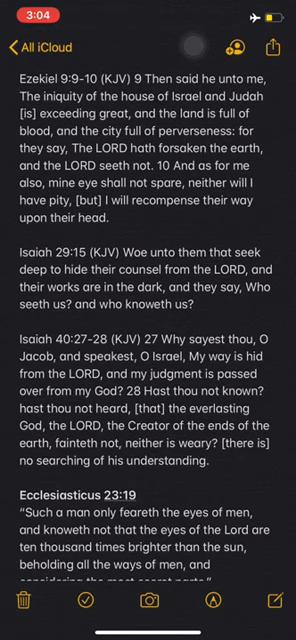 3:04
All iCloud
Ezekiel 9:9-10 (KJV) 9 Then said he unto me,
The iniquity of the house of Israel and Judah
[is] exceeding great, and the land is full of
blood, and the city full of perverseness: for
they say, The LORD hath forsaken the earth,
and the LORD seeth not. 10 And as for me
also, mine eye shall not spare, neither will I
have pity, [but] I will recompense their way
upon their head.
Isaiah 29:15 (KJV) Woe unto them that seek
deep to hide their counsel from the LORD, and
their works are in the dark, and they say, Who
seeth us? and who knoweth us?
Isaiah 40:27-28 (KJV) 27 Why sayest thou, O
Jacob, and speakest, O Israel, My way is hid
from the LORD, and my judgment is passed
over from my God? 28 Hast thou not known?
hast thou not heard, [that] the everlasting
God, the LORD, the Creator of the ends of the
earth, fainteth not, neither is weary? [there is]
no searching of his understanding.
Ecclesiasticus 23:19
“Such a man only feareth the eyes of men,
and knoweth not that the eyes of the Lord are
ten thousand times brighter than the sun,
beholding all the ways of men, and
considering the most secret parts.”